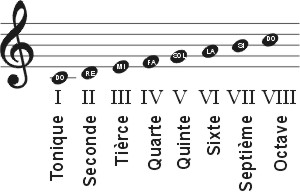 DO RE MI FA SOL LA SI DO
I II III IV V VI VII VIII
Tonique
Seconde
Tièrce
Quarte
Quinte
Sixte
Septième
Octave